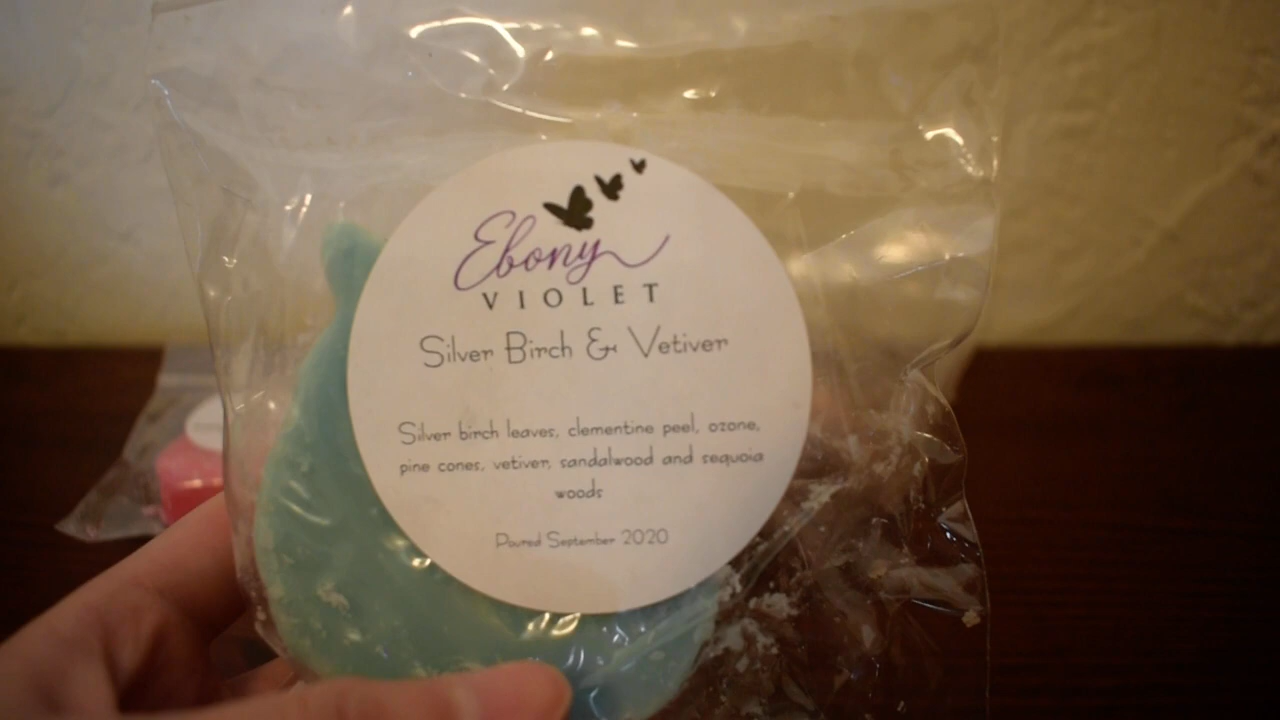 Ebony
VIOLET
Silver Birch & Vetiver
Silver birch leaves, clementine peel, ozone,
pine cones, vetiver, sandalwood and sequoia
woods
Poured September 2020